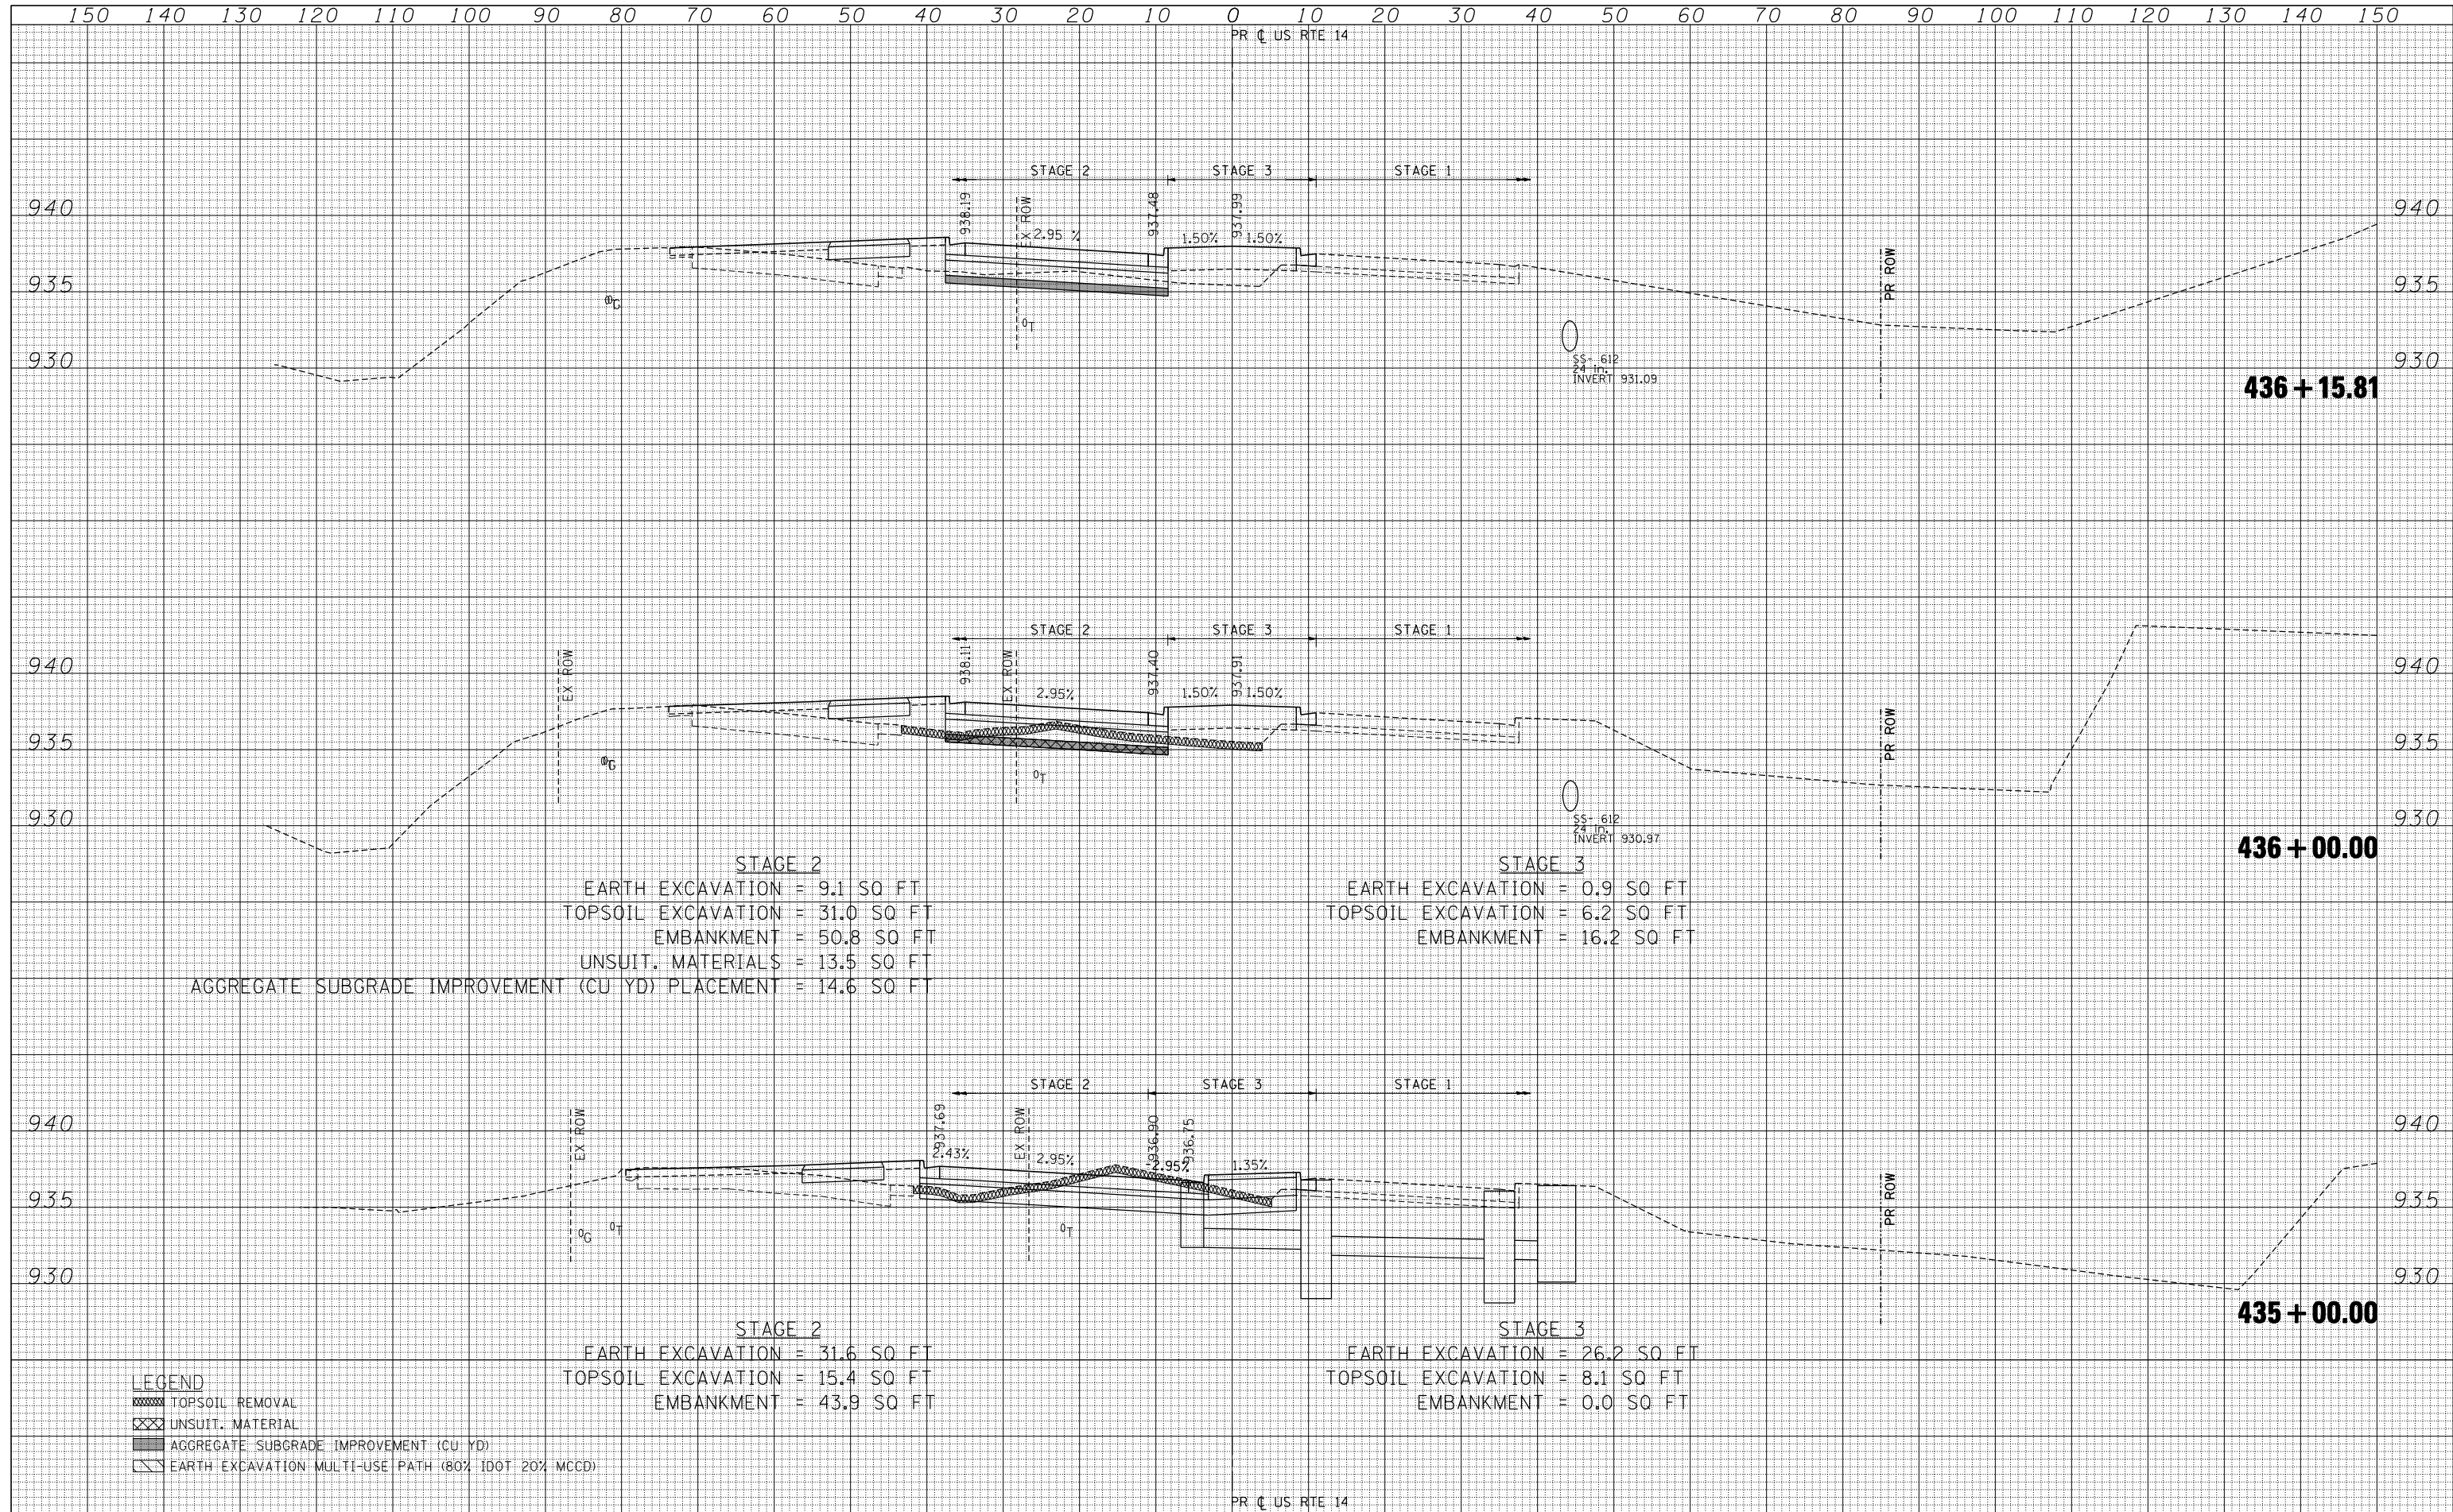 150 140 130 120 110 100 90 80 70 60 50 40 30 20 10 0 10 20 30 40 50 60 70 80 90 100 110 120 130 140 150
PR ℄ US RTE 14
STAGE 2 STAGE 3 STAGE 1
938.19
EX ROW
937.48
937.99
2.95 %
1.50% 1.50%
940 940
935 935
930 930
PR ROW
G
T
SS- 612
24 in.
INVERT 931.09
436+15.81
STAGE 2 STAGE 3 STAGE 1
EX ROW
938.11
EX ROW
937.40
937.91
2.95%
1.50% 1.50%
940 940
935 935
930 930
PR ROW
G
T
SS- 612
24 in.
INVERT 930.97
436+00.00
STAGE 2
EARTH EXCAVATION = 9.1 SQ FT
TOPSOIL EXCAVATION = 31.0 SQ FT
EMBANKMENT = 50.8 SQ FT
UNSUIT. MATERIALS = 13.5 SQ FT
AGGREGATE SUBGRADE IMPROVEMENT (CU YD) PLACEMENT = 14.6 SQ FT
STAGE 3
EARTH EXCAVATION = 0.9 SQ FT
TOPSOIL EXCAVATION = 6.2 SQ FT
EMBANKMENT = 16.2 SQ FT
STAGE 2 STAGE 3 STAGE 1
EX ROW
937.69
EX ROW
936.90
936.75
2.43%
2.95%
-2.95%
1.35%
940 940
935 935
930 930
PR ROW
G
T
T
435+00.00
STAGE 2
EARTH EXCAVATION = 31.6 SQ FT
TOPSOIL EXCAVATION = 15.4 SQ FT
EMBANKMENT = 43.9 SQ FT
STAGE 3
EARTH EXCAVATION = 26.2 SQ FT
TOPSOIL EXCAVATION = 8.1 SQ FT
EMBANKMENT = 0.0 SQ FT
LEGEND
TOPSOIL REMOVAL
UNSUIT. MATERIAL
AGGREGATE SUBGRADE IMPROVEMENT (CU YD)
EARTH EXCAVATION MULTI-USE PATH (80% IDOT 20% MCCD)
PR ℄ US RTE 14